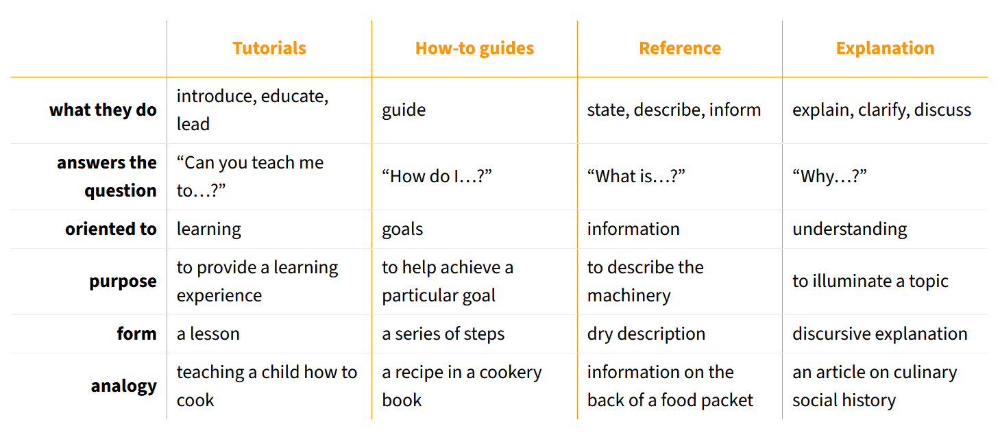 Tutorials How-to guides Reference Explanation
what they do introduce, educate, lead guide state, describe, inform explain, clarify, discuss
answers the question “Can you teach me to…?” “How do I…?” “What is…?” “Why…?”
oriented to learning goals information understanding
purpose to provide a learning experience to help achieve a particular goal to describe the machinery to illuminate a topic
form a lesson a series of steps dry description discursive explanation
analogy teaching a child how to cook a recipe in a cookery book information on the back of a food packet an article on culinary social history